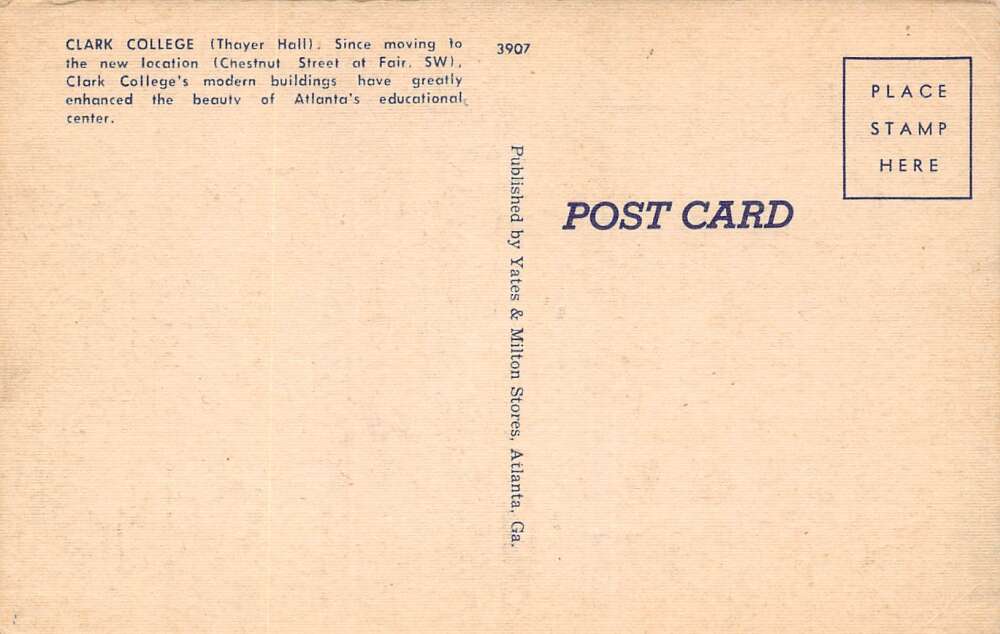 CLARK COLLEGE (Thayer Hall). Since moving to
the new location (Chestnut Street at Fair, SW),
Clark College's modern buildings have greatly
enhanced the beauty of Atlanta's educational
center.
3907
Published by Yates & Milton Stores, Atlanta, Ga.
POST CARD
PLACE
STAMP
HERE